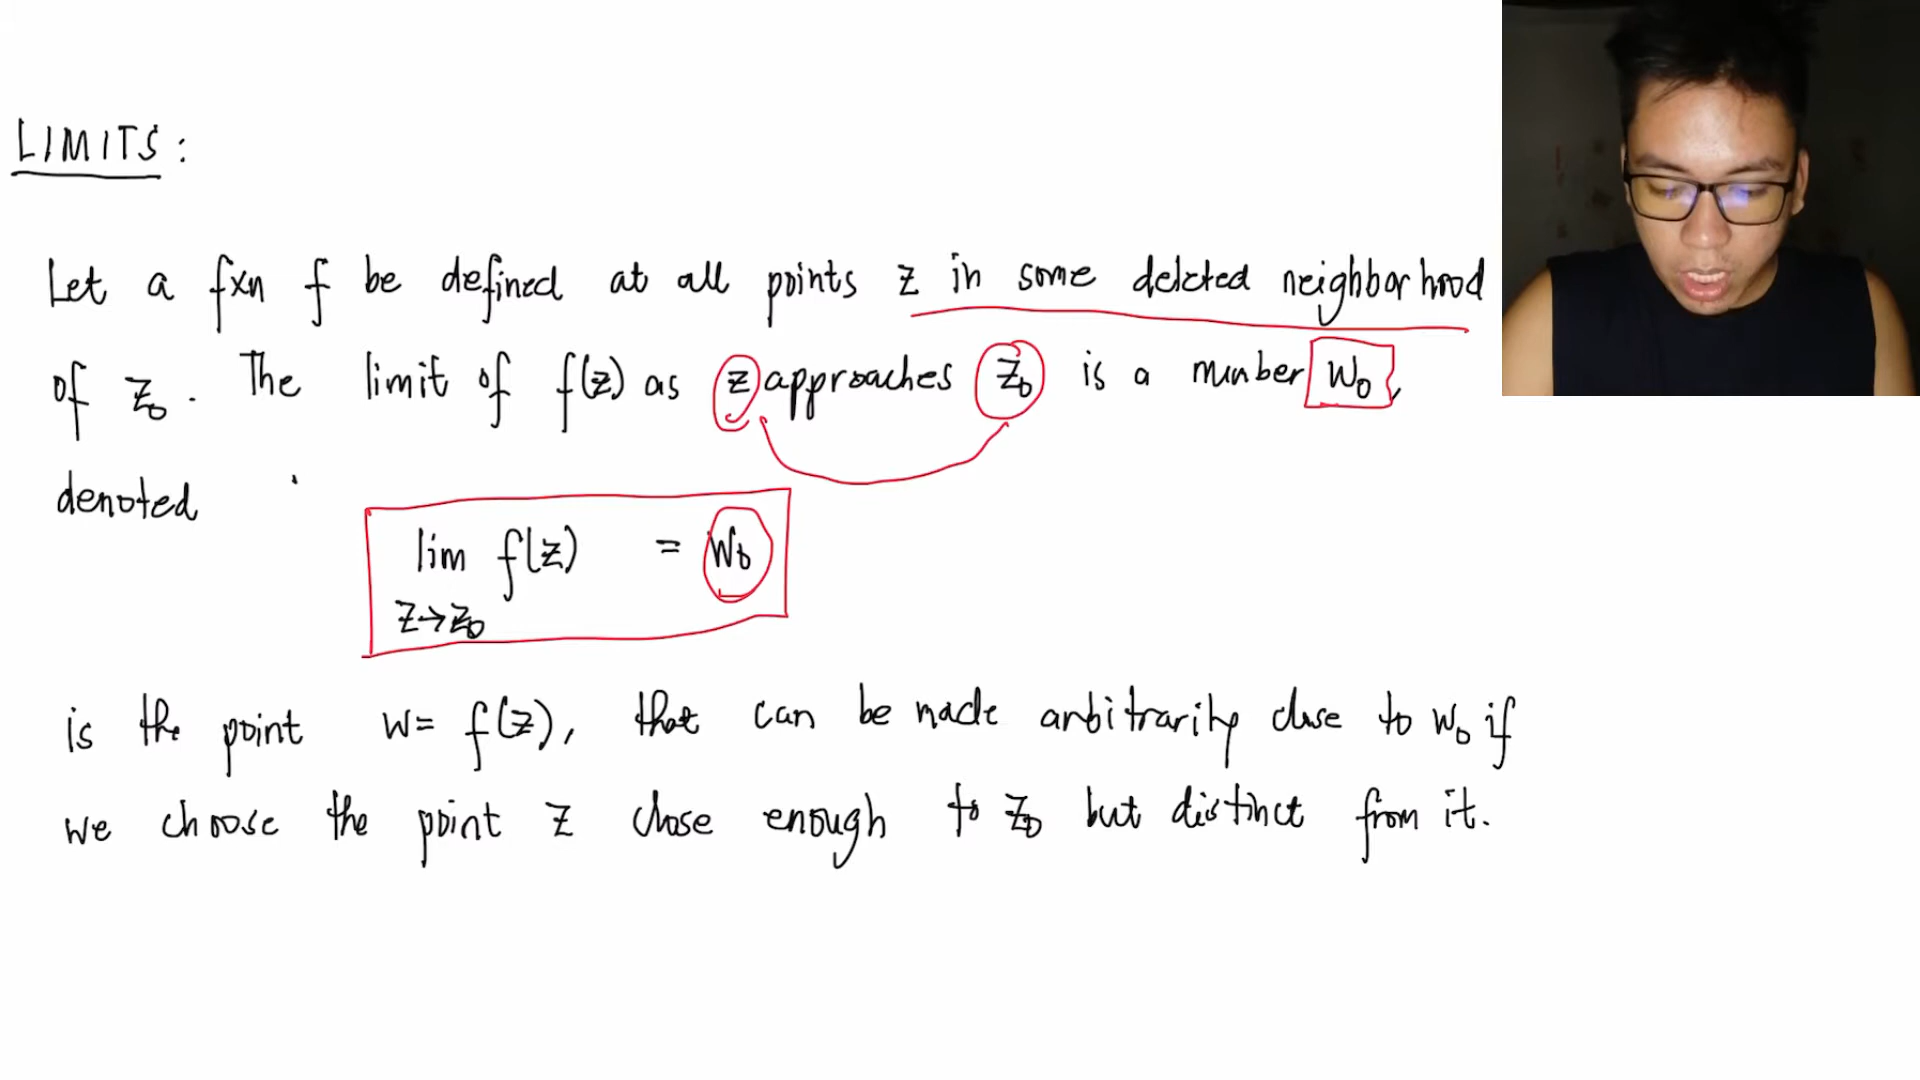 LIMITS:
Let a fxn f be defined at all points z in some deleted neighborhood
of z₀. The limit of f(z) as z approaches z₀ is a number w₀,
denoted
lim f(z) = w₀
z→z₀
is the point w = f(z), that can be made arbitrarily close to w₀ if
we choose the point z close enough to z₀ but distinct from it.